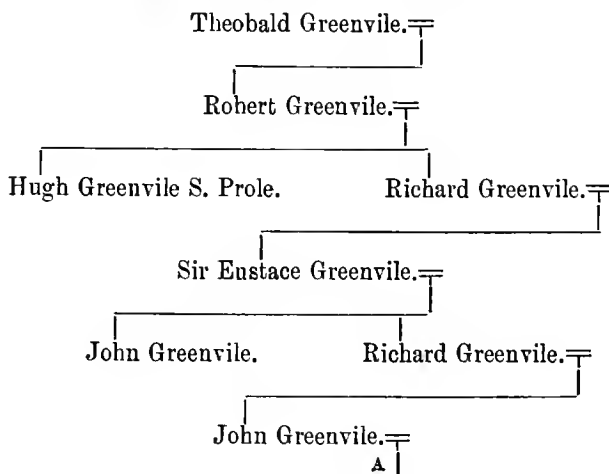 Theobald Greenvile.
Robert Greenvile.
Hugh Greenvile S. Prole. Richard Greenvile.
Sir Eustace Greenvile.
John Greenvile. Richard Greenvile.
John Greenvile.
A